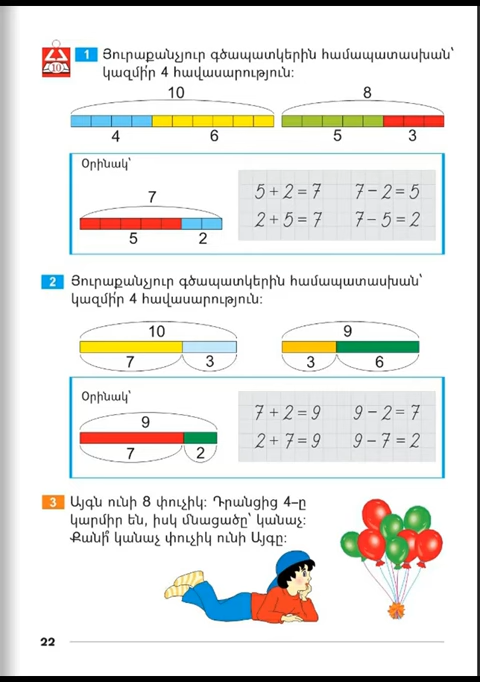 10
1 Յուրաքանչյուր գծապատկերին համապատասխան՝
կազմի՛ր 4 հավասարություն:
10 8
4 6 5 3
Օրինակ՝
7
5 2
5 + 2 = 7 7 − 2 = 5
2 + 5 = 7 7 − 5 = 2
2 Յուրաքանչյուր գծապատկերին համապատասխան՝
կազմի՛ր 4 հավասարություն:
10 9
7 3 3 6
Օրինակ՝
9
7 2
7 + 2 = 9 9 − 2 = 7
2 + 7 = 9 9 − 7 = 2
3 Այգն ունի 8 փուչիկ: Դրանցից 4–ը
կարմիր են, իսկ մնացածը՝ կանաչ:
Քանի՞ կանաչ փուչիկ ունի Այգը:
22